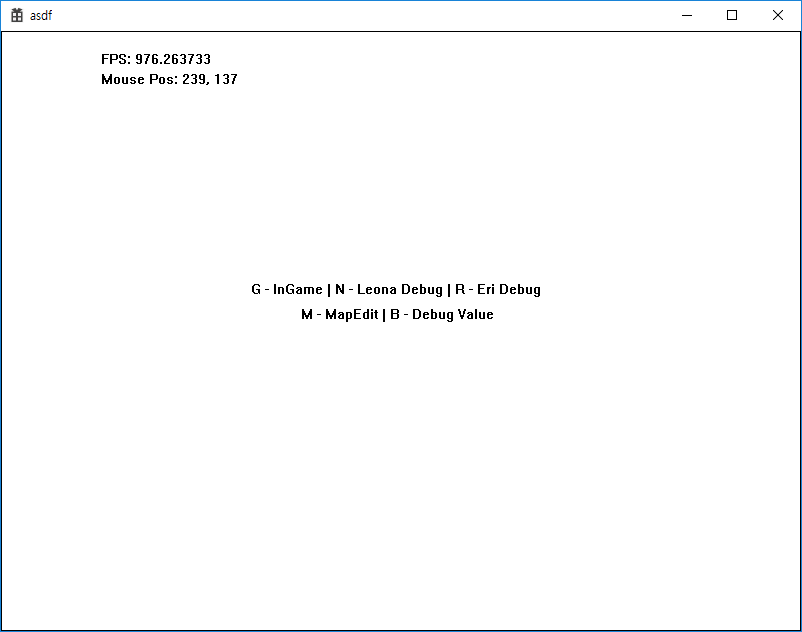 asdf
FPS: 976.263733
Mouse Pos: 239, 137
G - InGame | N - Leona Debug | R - Eri Debug
M - MapEdit | B - Debug Value